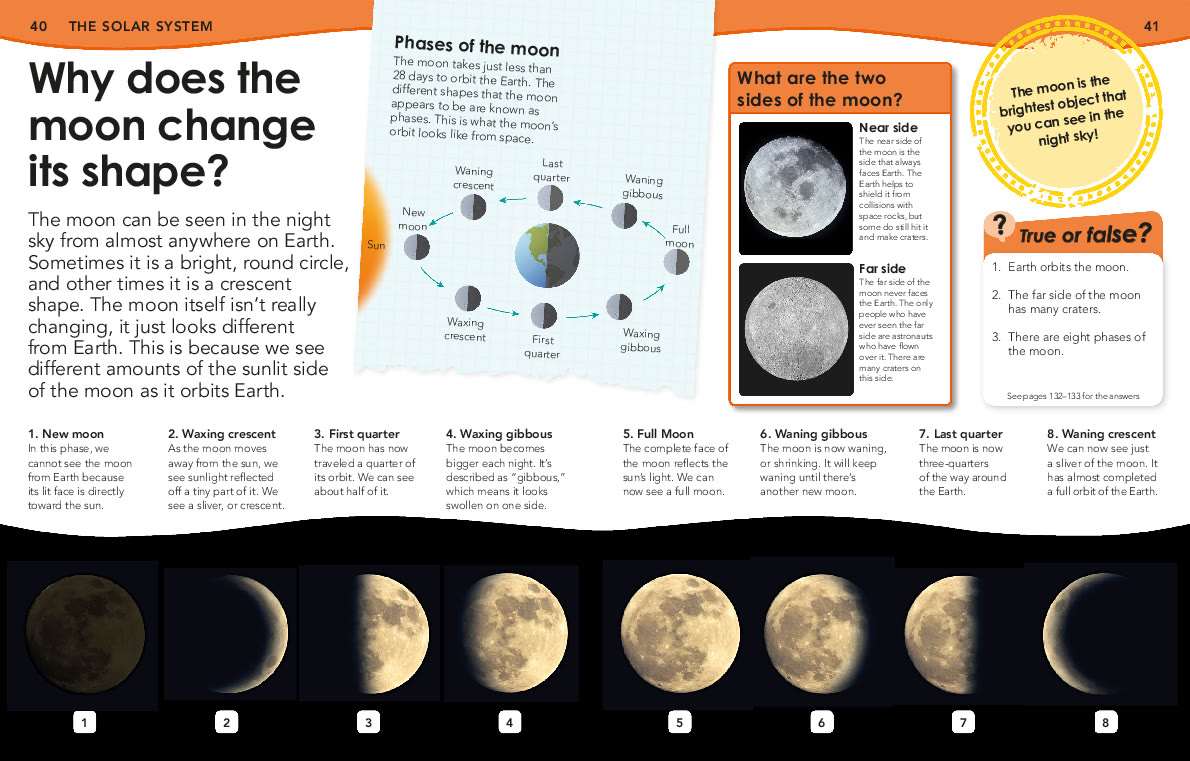 40 THE SOLAR SYSTEM
Why does the
moon change
its shape?
The moon can be seen in the night
sky from almost anywhere on Earth.
Sometimes it is a bright, round circle,
and other times it is a crescent
shape. The moon itself isn't really
changing, it just looks different
from Earth. This is because we see
different amounts of the sunlit side
of the moon as it orbits Earth.
Phases of the moon
The moon takes just less than
28 days to orbit the Earth. The
different shapes that the moon
appears to be are known as
phases. This is what the moon's
orbit looks like from space.
Sun
New
moon
Waning
crescent
Last
quarter
Waning
gibbous
Full
moon
Waxing
crescent
First
quarter
Waxing
gibbous
What are the two
sides of the moon?
Near side
The near side of
the moon is the
side that always
faces Earth. The
Earth helps to
shield it from
collisions with
space rocks, but
some do still hit it
and make craters.
Far side
The far side of the
moon never faces
the Earth. The only
people who have
ever seen the far
side are astronauts
who have flown
over it. There are
many craters on
this side.
41
The moon is the
brightest object that
you can see in the
night sky!
? True or false?
1. Earth orbits the moon.
2. The far side of the moon
has many craters.
3. There are eight phases of
the moon.
See pages 132–133 for the answers
1. New moon
In this phase, we
cannot see the moon
from Earth because
its lit face is directly
toward the sun.
2. Waxing crescent
As the moon moves
away from the sun, we
see sunlight reflected
off a tiny part of it. We
see a sliver, or crescent.
3. First quarter
The moon has now
traveled a quarter of
its orbit. We can see
about half of it.
4. Waxing gibbous
The moon becomes
bigger each night. It's
described as "gibbous,"
which means it looks
swollen on one side.
5. Full Moon
The complete face of
the moon reflects the
sun's light. We can
now see a full moon.
6. Waning gibbous
The moon is now waning,
or shrinking. It will keep
waning until there's
another new moon.
7. Last quarter
The moon is now
three-quarters
of the way around
the Earth.
8. Waning crescent
We can now see just
a sliver of the moon. It
has almost completed
a full orbit of the Earth.
1
2
3
4
5
6
7
8